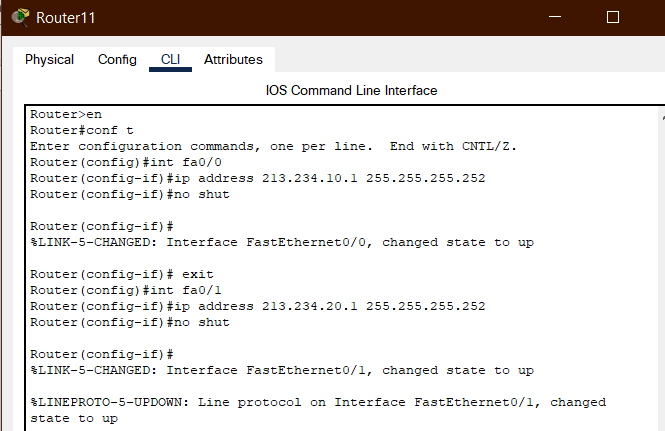 Router11
Physical Config CLI Attributes
IOS Command Line Interface
Router>en
Router#conf t
Enter configuration commands, one per line.  End with CNTL/Z.
Router(config)#int fa0/0
Router(config-if)#ip address 213.234.10.1 255.255.255.252
Router(config-if)#no shut
Router(config-if)#
%LINK-5-CHANGED: Interface FastEthernet0/0, changed state to up
Router(config-if)# exit
Router(config)#int fa0/1
Router(config-if)#ip address 213.234.20.1 255.255.255.252
Router(config-if)#no shut
Router(config-if)#
%LINK-5-CHANGED: Interface FastEthernet0/1, changed state to up
%LINEPROTO-5-UPDOWN: Line protocol on Interface FastEthernet0/1, changed
state to up